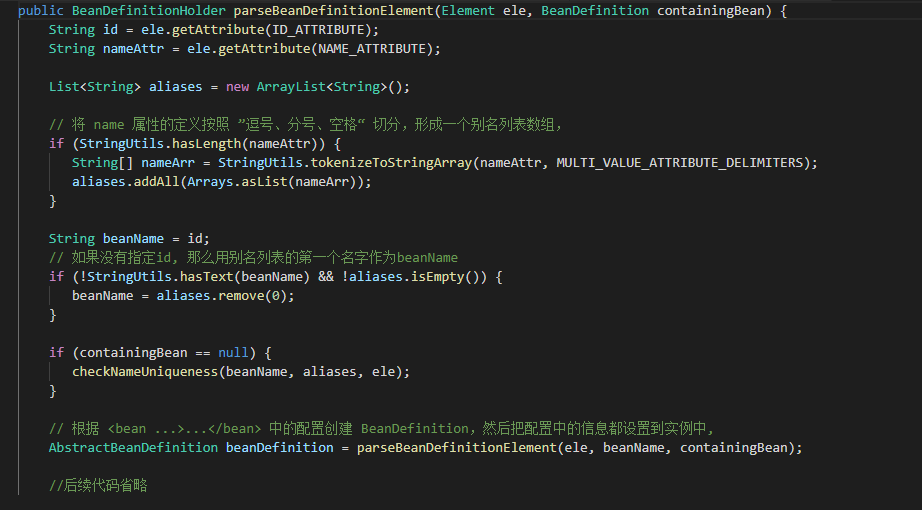 public BeanDefinitionHolder parseBeanDefinitionElement(Element ele, BeanDefinition containingBean) {
    String id = ele.getAttribute(ID_ATTRIBUTE);
    String nameAttr = ele.getAttribute(NAME_ATTRIBUTE);

    List<String> aliases = new ArrayList<String>();

    // 将 name 属性的定义按照 ”逗号、分号、空格“ 切分，形成一个别名列表数组，
    if (StringUtils.hasLength(nameAttr)) {
       String[] nameArr = StringUtils.tokenizeToStringArray(nameAttr, MULTI_VALUE_ATTRIBUTE_DELIMITERS);
       aliases.addAll(Arrays.asList(nameArr));
    }

    String beanName = id;
    // 如果没有指定id, 那么用别名列表的第一个名字作为beanName
    if (!StringUtils.hasText(beanName) && !aliases.isEmpty()) {
       beanName = aliases.remove(0);
    }

    if (containingBean == null) {
       checkNameUniqueness(beanName, aliases, ele);
    }

    // 根据 <bean ...>...</bean> 中的配置创建 BeanDefinition，然后把配置中的信息都设置到实例中,
    AbstractBeanDefinition beanDefinition = parseBeanDefinitionElement(ele, beanName, containingBean);

    //后续代码省略